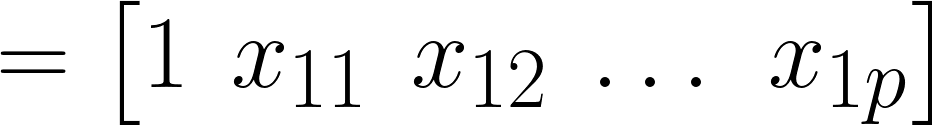 = [1 x₁₁ x₁₂ … x₁ₚ]